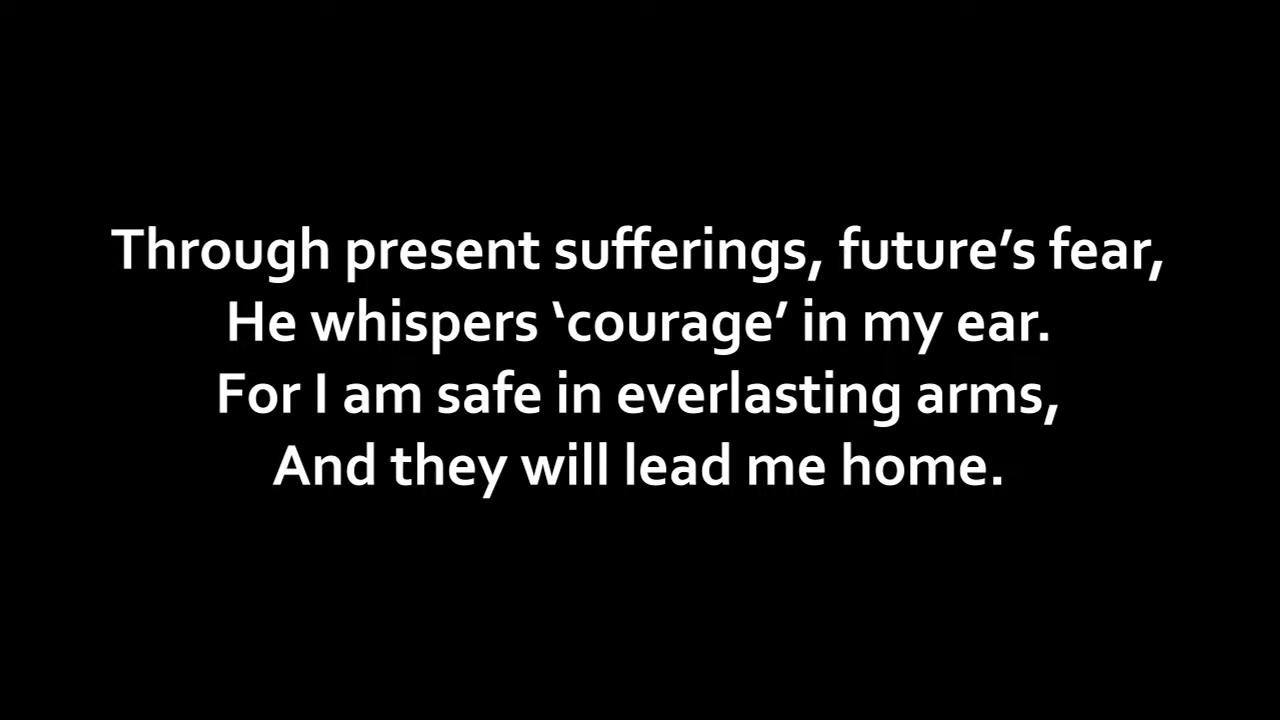 Through present sufferings, future’s fear,
He whispers ‘courage’ in my ear.
For I am safe in everlasting arms,
And they will lead me home.